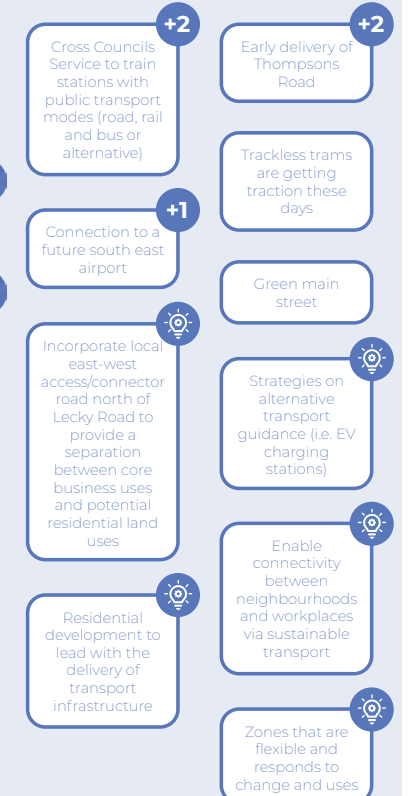 +2
Cross Councils
Service to train
stations with
public transport
modes (road, rail
and bus or
alternative)
+1
Connection to a
future south east
airport
Incorporate local
east-west
access/connector
road north of
Lecky Road to
provide a
separation
between core
business uses
and potential
residential land
uses
Residential
development to
lead with the
delivery of
transport
infrastructure
+2
Early delivery of
Thompsons
Road
Trackless trams
are getting
traction these
days
Green main
street
Strategies on
alternative
transport
guidance (i.e. EV
charging
stations)
Enable
connectivity
between
neighbourhoods
and workplaces
via sustainable
transport
Zones that are
flexible and
responds to
change and uses